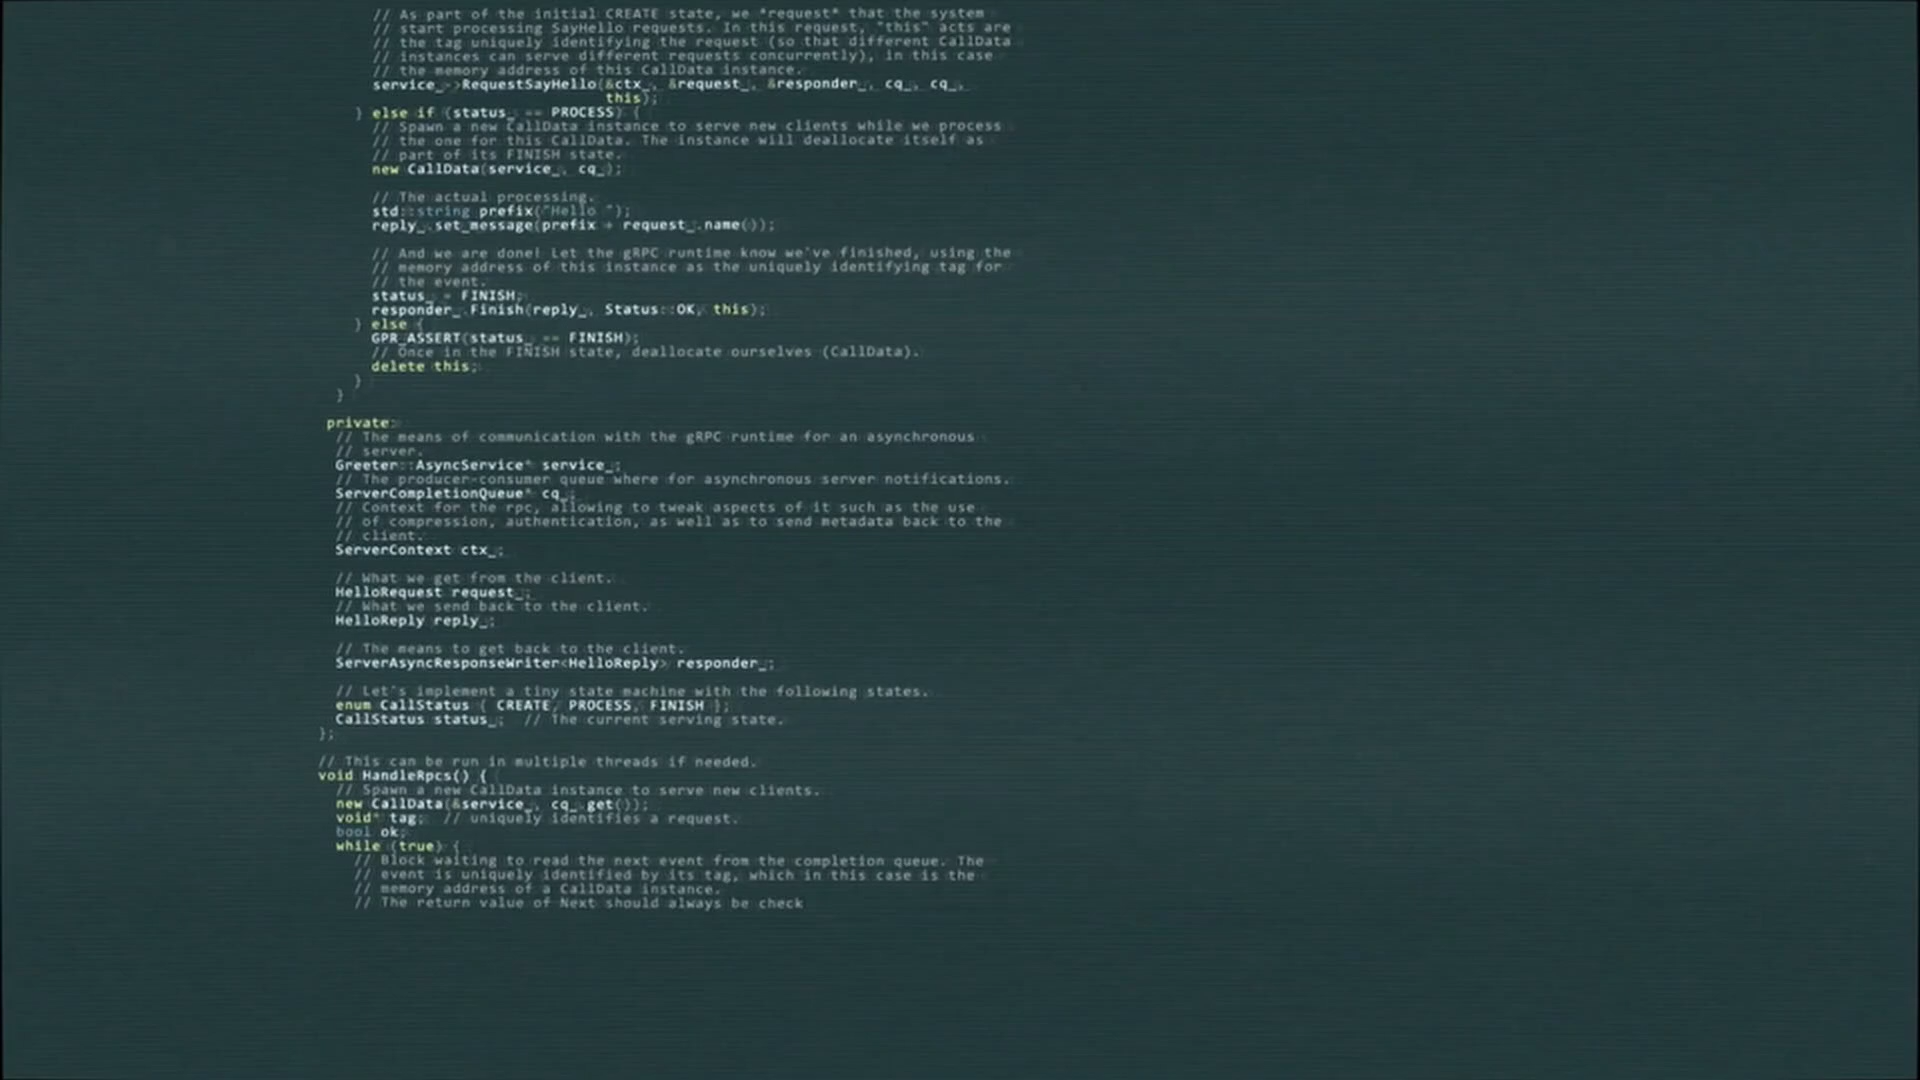 // As part of the initial CREATE state, we *request* that the system
// start processing SayHello requests. In this request, "this" acts are
// the tag uniquely identifying the request (so that different CallData
// instances can serve different requests concurrently), in this case
// the memory address of this CallData instance.
service_->RequestSayHello(&ctx_, &request_, &responder_, cq_, cq_,
this);
} else if (status_ == PROCESS) {
// Spawn a new CallData instance to serve new clients while we process
// the one for this CallData. The instance will deallocate itself as
// part of its FINISH state.
new CallData(service_, cq_);
// The actual processing.
std::string prefix("Hello ");
reply_.set_message(prefix + request_.name());
// And we are done! Let the gRPC runtime know we've finished, using the
// memory address of this instance as the uniquely identifying tag for
// the event.
status_ = FINISH;
responder_.Finish(reply_, Status::OK, this);
} else {
GPR_ASSERT(status_ == FINISH);
// Once in the FINISH state, deallocate ourselves (CallData).
delete this;
}
}
private:
// The means of communication with the gRPC runtime for an asynchronous
// server.
Greeter::AsyncService* service_;
// The producer-consumer queue where for asynchronous server notifications.
ServerCompletionQueue* cq_;
// Context for the rpc, allowing to tweak aspects of it such as the use
// of compression, authentication, as well as to send metadata back to the
// client.
ServerContext ctx_;
// What we get from the client.
HelloRequest request_;
// What we send back to the client.
HelloReply reply_;
// The means to get back to the client.
ServerAsyncResponseWriter<HelloReply> responder_;
// Let's implement a tiny state machine with the following states.
enum CallStatus { CREATE, PROCESS, FINISH };
CallStatus status_;  // The current serving state.
};
// This can be run in multiple threads if needed.
void HandleRpcs() {
// Spawn a new CallData instance to serve new clients.
new CallData(&service_, cq_.get());
void* tag;  // uniquely identifies a request.
bool ok;
while (true) {
// Block waiting to read the next event from the completion queue. The
// event is uniquely identified by its tag, which in this case is the
// memory address of a CallData instance.
// The return value of Next should always be check